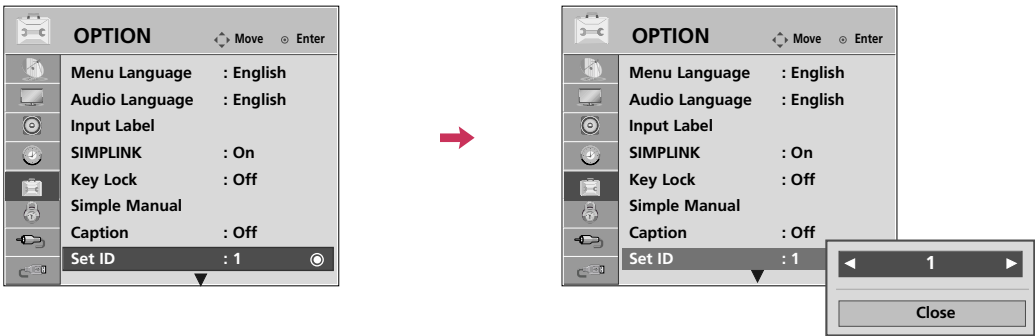 OPTION Move Enter
Menu Language : English
Audio Language : English
Input Label
SIMPLINK : On
Key Lock : Off
Simple Manual
Caption : Off
Set ID : 1
OPTION Move Enter
Menu Language : English
Audio Language : English
Input Label
SIMPLINK : On
Key Lock : Off
Simple Manual
Caption : Off
Set ID : 1
◄ 1 ►
Close